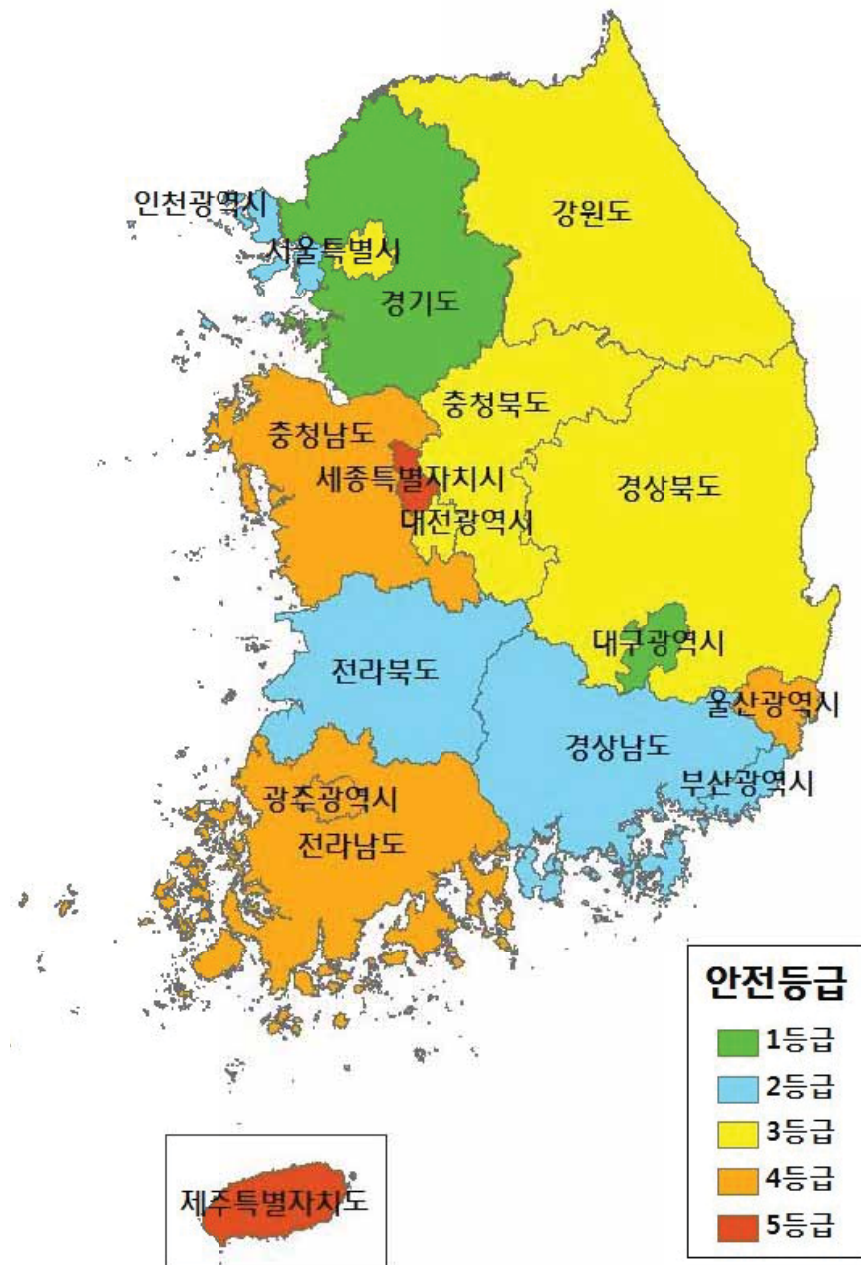 인천광역시
강원도
서울특별시
경기도
충청북도
충청남도
세종특별자치시
경상북도
대전광역시
대구광역시
전라북도
울산광역시
경상남도
부산광역시
광주광역시
전라남도
제주특별자치도
안전등급
1등급
2등급
3등급
4등급
5등급